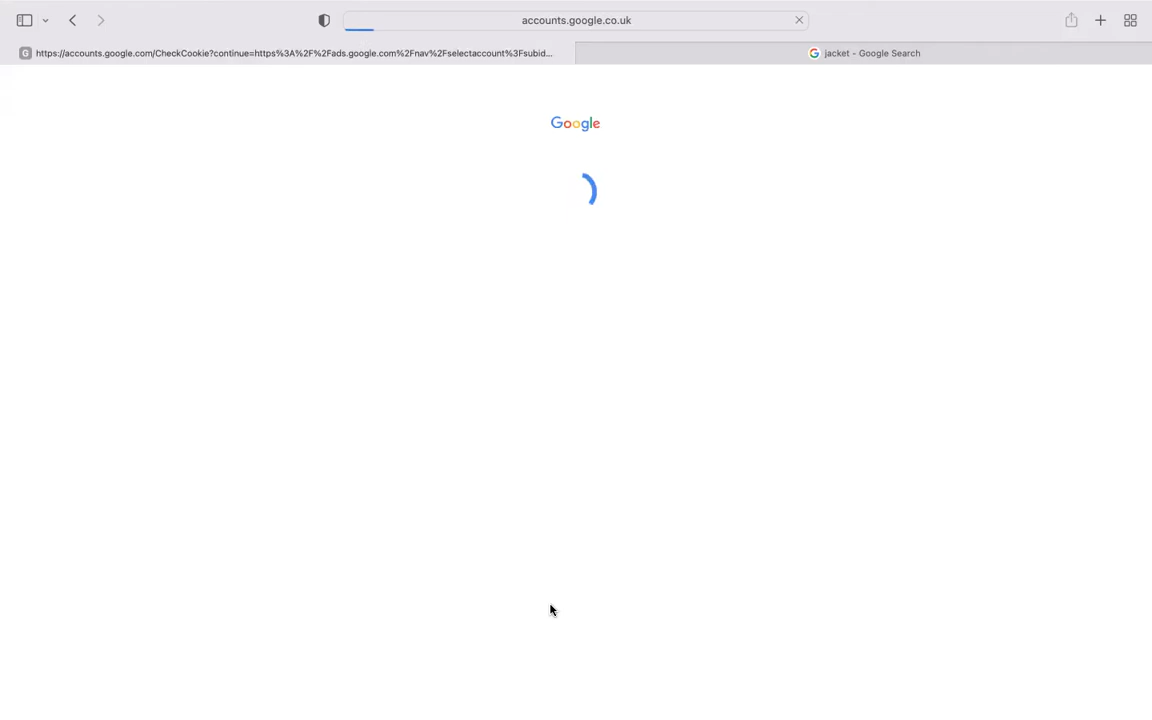 accounts.google.co.uk
https://accounts.google.com/CheckCookie?continue=https%3A%2F%2Fads.google.com%2Fnav%2Fselectaccount%3Fsubid...
jacket - Google Search
Google